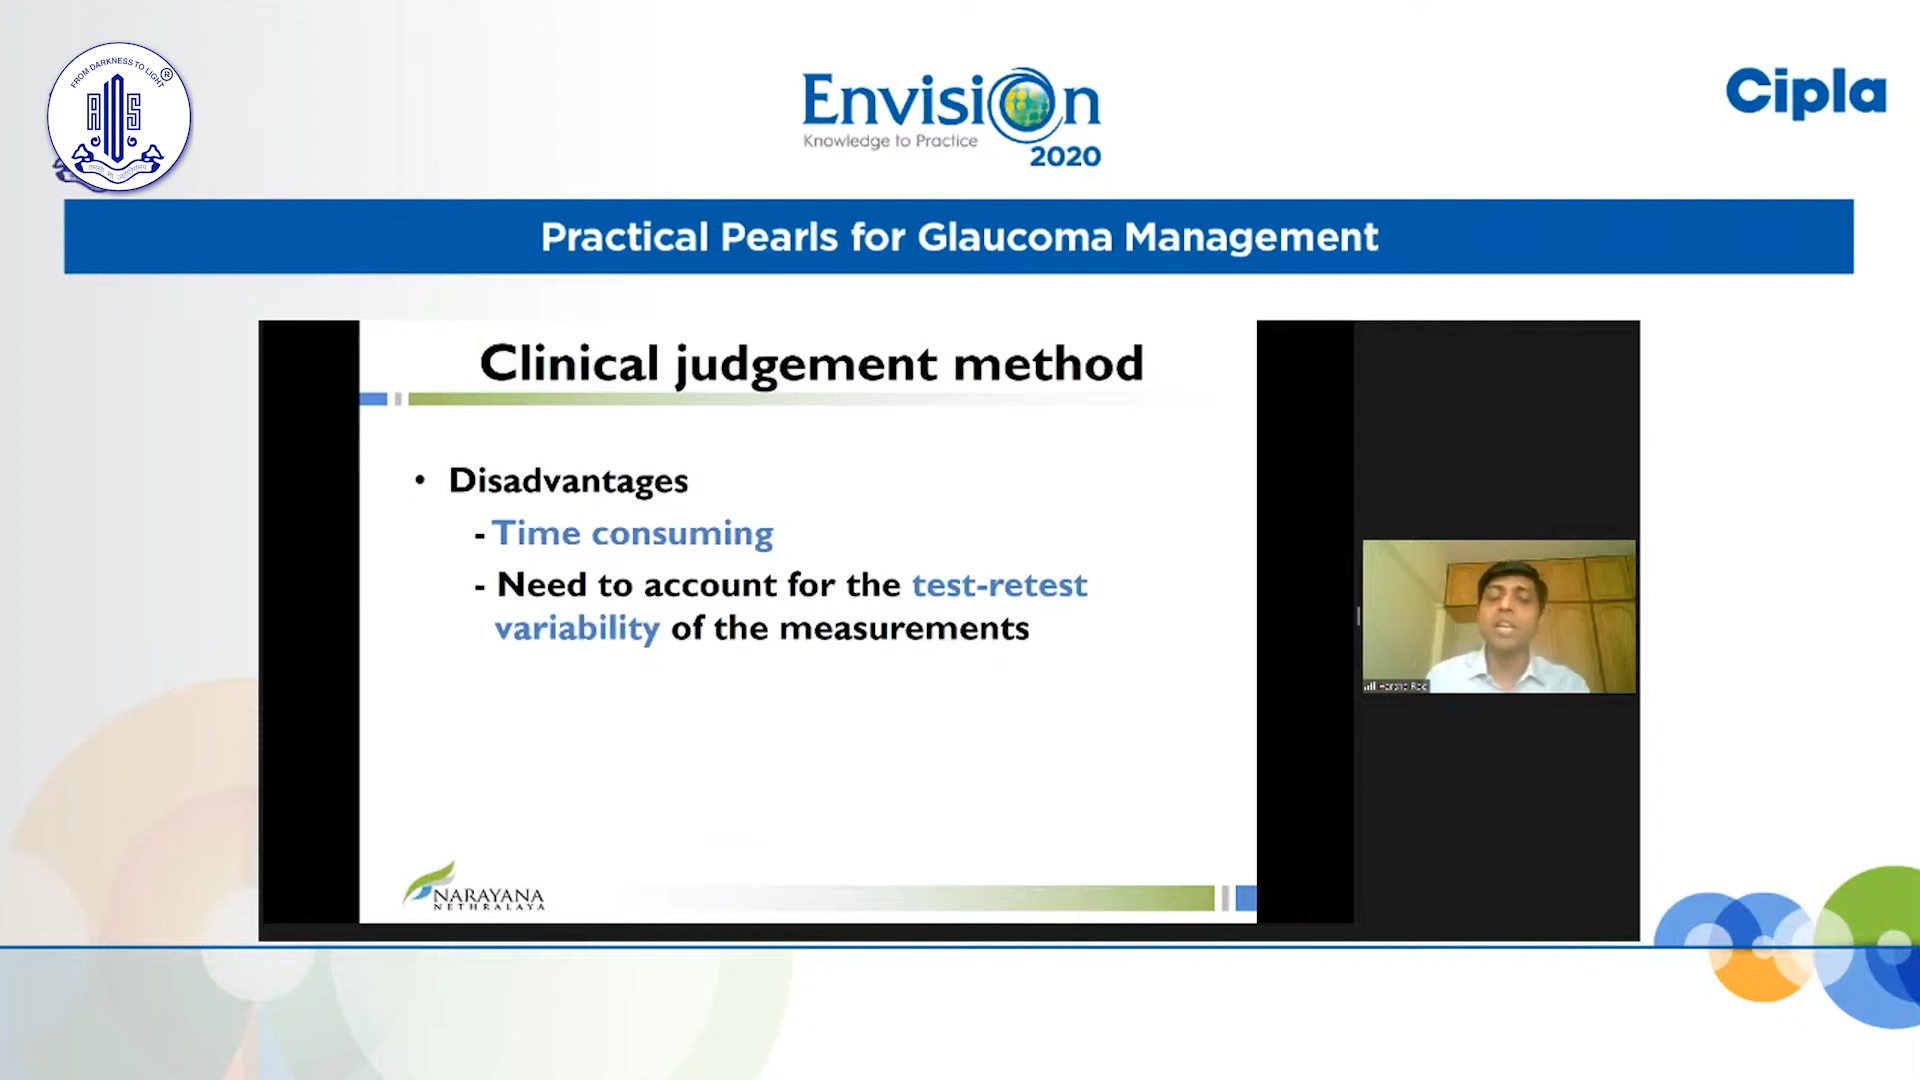 FROM DARKNESS TO LIGHT
®
AIOS
Envision
Knowledge to Practice
2020
Cipla
Practical Pearls for Glaucoma Management
Clinical judgement method
• Disadvantages
- Time consuming
- Need to account for the test-retest
variability of the measurements
NARAYANA
NETHRALAYA